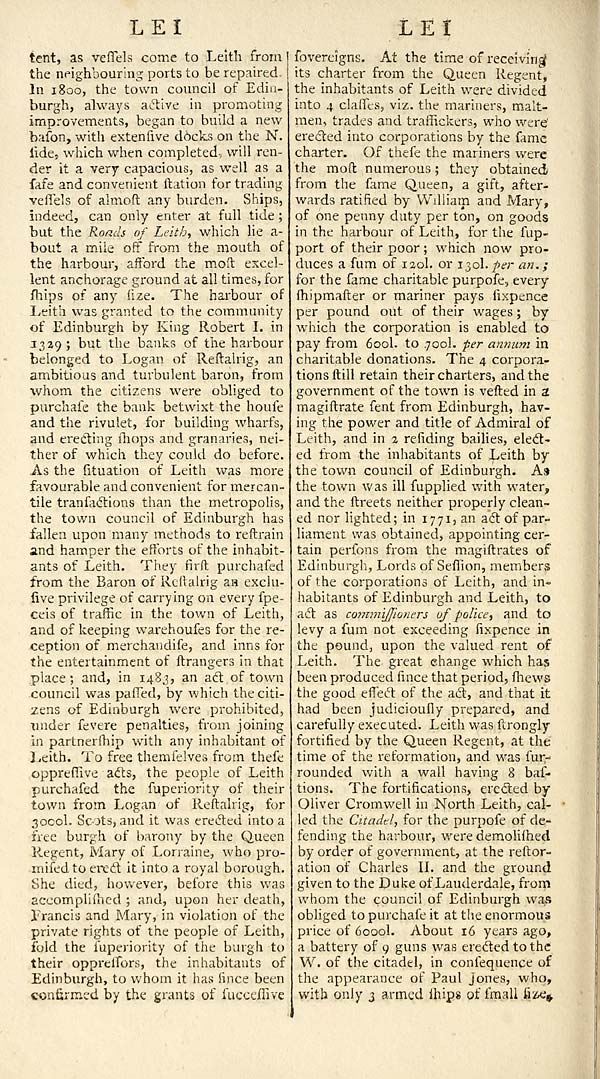 LEI
LEI
tent, as veſſels come to Leith from
the neighbouring ports to be repaired.
In 1800, the town council of Edin-
burgh, always active in promoting
improvements, began to build a new
baſon, with extenſive docks on the N.
ſide, which when completed, will ren-
der it a very capacious, as well as a
ſafe and convenient ſtation for trading
veſſels of almoſt any burden. Ships,
indeed, can only enter at full tide;
but the Roads of Leith, which lie a-
bout a mile off from the mouth of
the harbour, afford the moſt excel-
lent anchorage ground at all times, for
ſhips of any ſize. The harbour of
Leith was granted to the community
of Edinburgh by King Robert I. in
1329; but the banks of the harbour
belonged to Logan of Reſtalrig, an
ambitious and turbulent baron, from
whom the citizens were obliged to
purchaſe the bank betwixt the houſe
and the rivulet, for building wharfs,
and erecting ſhops and granaries, nei-
ther of which they could do before.
As the ſituation of Leith was more
favourable and convenient for mercan-
tile tranſactions than the metropolis,
the town council of Edinburgh has
fallen upon many methods to reſtrain
and hamper the efforts of the inhabit-
ants of Leith. They firſt purchaſed
from the Baron of Reſtalrig an exclu-
ſive privilege of carrying on every ſpe-
ceis of traffic in the town of Leith,
and of keeping warehouſes for the re-
ception of merchandiſe, and inns for
the entertainment of ſtrangers in that
place; and, in 1483, an act of town
council was paſſed, by which the citi-
zens of Edinburgh were prohibited,
under ſevere penalties, from joining
in partnerſhip with any inhabitant of
Leith. To free themſelves from theſe
oppreſſive acts, the people of Leith
purchaſed the ſuperiority of their
town from Logan of Reſtalrig, for
3000l. Scots, and it was erected into a
free burgh of barony by the Queen
Regent, Mary of Lorraine, who pro-
miſed to erect it into a royal borough.
She died, however, before this was
accompliſhed; and, upon her death,
Francis and Mary, in violation of the
private rights of the people of Leith,
ſold the ſuperiority of the burgh to
their oppreſſors, the inhabitants of
Edinburgh, to whom it has ſince been
confirmed by the grants of ſucceſſive
ſovereigns. At the time of receiving
its charter from the Queen Regent,
the inhabitants of Leith were divided
into 4 claſſes, viz. the mariners, malt-
men, trades and traffickers, who were
erected into corporations by the ſame
charter. Of theſe the mariners were
the moſt numerous; they obtained
from the ſame Queen, a gift, after-
wards ratified by William and Mary,
of one penny duty per ton, on goods
in the harbour of Leith, for the ſup-
port of their poor; which now pro-
duces a ſum of 120l. or 130l. per an.;
for the ſame charitable purpoſe, every
ſhipmaſter or mariner pays ſixpence
per pound out of their wages; by
which the corporation is enabled to
pay from 600l. to 700l. per annum in
charitable donations. The 4 corpora-
tions ſtill retain their charters, and the
government of the town is veſted in a
magiſtrate ſent from Edinburgh, hav-
ing the power and title of Admiral of
Leith, and in 2 reſiding bailies, elect-
ed from the inhabitants of Leith by
the town council of Edinburgh. As
the town was ill ſupplied with water,
and the ſtreets neither properly clean-
ed nor lighted; in 1771, an act of par-
liament was obtained, appointing cer-
tain perſons from the magiſtrates of
Edinburgh, Lords of Seſſion, members
of the corporations of Leith, and in-
habitants of Edinburgh and Leith, to
act as commiſſioners of police, and to
levy a ſum not exceeding ſixpence in
the pound, upon the valued rent of
Leith. The great change which has
been produced ſince that period, ſhews
the good effect of the act, and that it
had been judiciouſly prepared, and
carefully executed. Leith was ſtrongly
fortified by the Queen Regent, at the
time of the reformation, and was ſur-
rounded with a wall having 8 baſ-
tions. The fortifications, erected by
Oliver Cromwell in North Leith, cal-
led the Citadel, for the purpoſe of de-
fending the harbour, were demoliſhed
by order of government, at the reſtor-
ation of Charles II. and the ground
given to the Duke of Lauderdale, from
whom the council of Edinburgh was
obliged to purchaſe it at the enormous
price of 6000l. About 16 years ago,
a battery of 9 guns was erected to the
W. of the citadel, in conſequence of
the appearance of Paul Jones, who,
with only 3 armed ſhips of ſmall ſize,